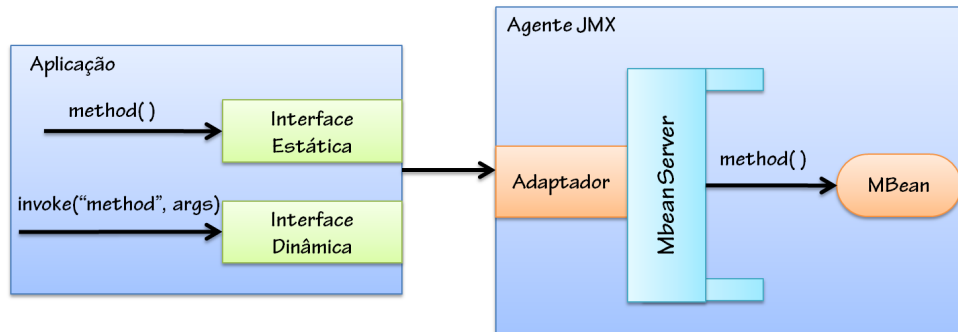 Aplicação
method( )
Interface
Estática
invoke("method", args)
Interface
Dinâmica
Agente JMX
Adaptador
MbeanServer
method( )
MBean